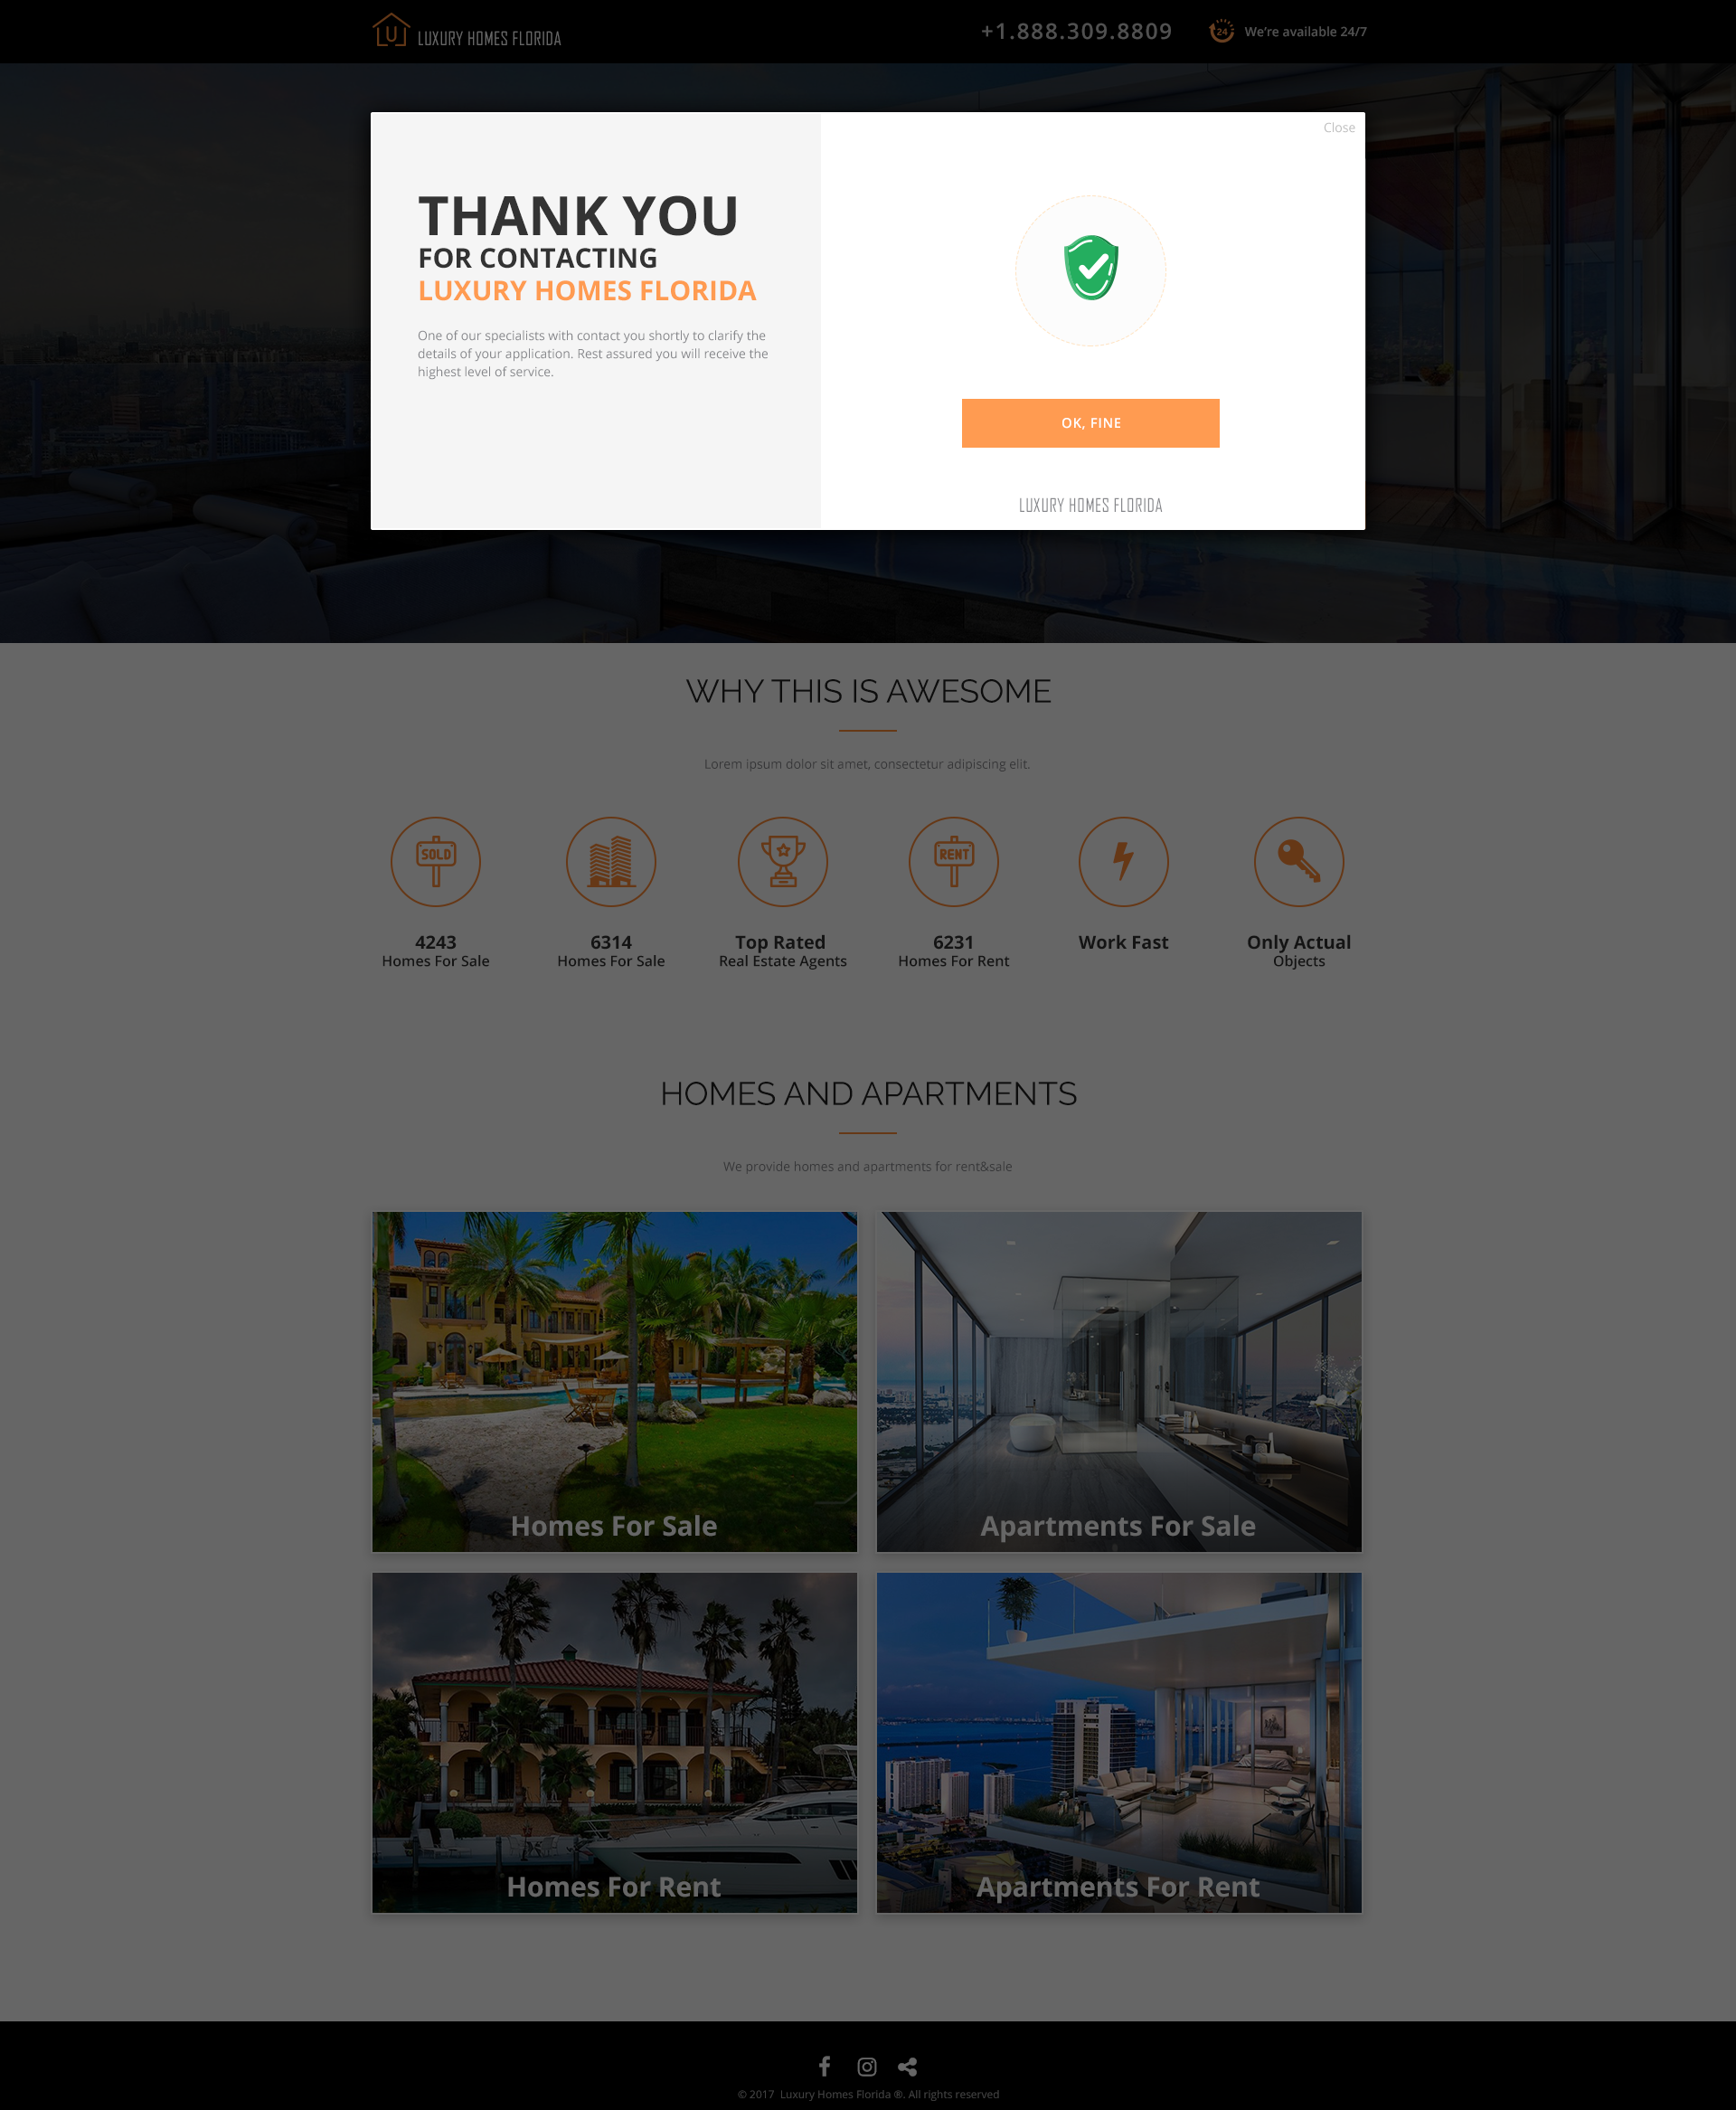 LUXURY HOMES FLORIDA
+1.888.309.8809
24
We're available 24/7
Close
THANK YOU
FOR CONTACTING
LUXURY HOMES FLORIDA
One of our specialists with contact you shortly to clarify the
details of your application. Rest assured you will receive the
highest level of service.
OK, FINE
LUXURY HOMES FLORIDA
WHY THIS IS AWESOME
Lorem ipsum dolor sit amet, consectetur adipiscing elit.
SOLD
RENT
4243
Homes For Sale
6314
Homes For Sale
Top Rated
Real Estate Agents
6231
Homes For Rent
Work Fast
Only Actual
Objects
HOMES AND APARTMENTS
We provide homes and apartments for rent&sale
Homes For Sale
Apartments For Sale
Homes For Rent
Apartments For Rent
© 2017 Luxury Homes Florida ®. All rights reserved